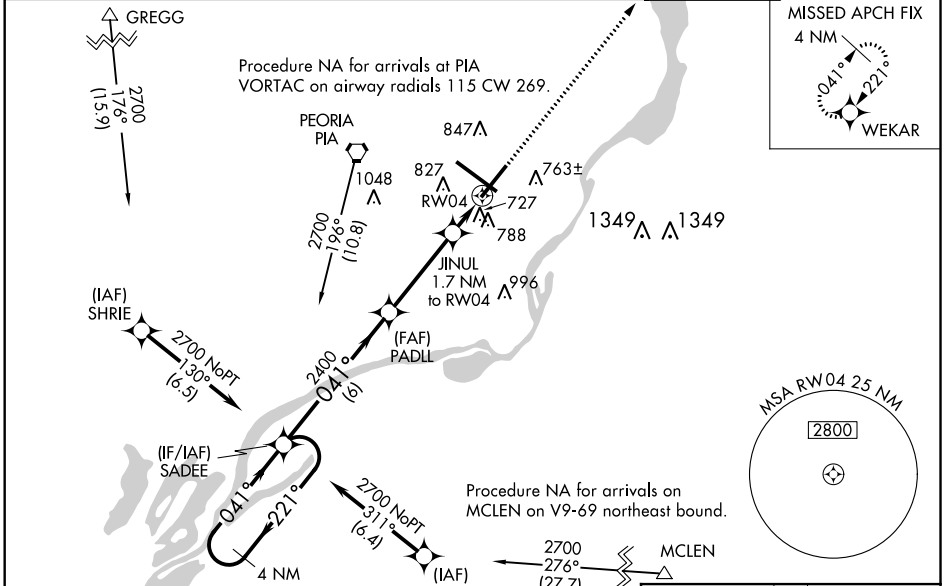 GREGG
2700
176°
(15.9)
Procedure NA for arrivals at PIA
VORTAC on airway radials 115 CW 269.
MISSED APCH FIX
4 NM
041°
221°
WEKAR
PEORIA
PIA
847
827
1048
763±
RW04
727
788
2700
196°
(10.8)
1349
1349
JINUL
1.7 NM
to RW04
996
(IAF)
SHRIE
2700 NoPT
130°
(6.5)
(FAF)
PADLL
2400
041°
(6)
MSA RW04 25 NM
2800
(IF/IAF)
SADEE
041°
221°
4 NM
2700 NoPT
311°
(6.4)
(IAF)
Procedure NA for arrivals on
MCLEN on V9-69 northeast bound.
2700
276°
(27.7)
MCLEN